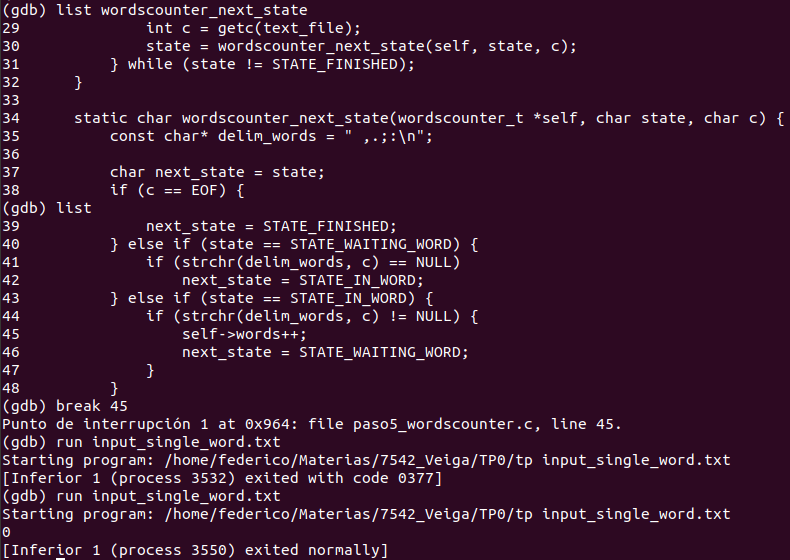 (gdb) list wordscounter_next_state
29              int c = getc(text_file);
30              state = wordscounter_next_state(self, state, c);
31          } while (state != STATE_FINISHED);
32      }
33
34      static char wordscounter_next_state(wordscounter_t *self, char state, char c) {
35          const char* delim_words = " ,.;:\n";
36
37          char next_state = state;
38          if (c == EOF) {
(gdb) list
39              next_state = STATE_FINISHED;
40          } else if (state == STATE_WAITING_WORD) {
41              if (strchr(delim_words, c) == NULL)
42                  next_state = STATE_IN_WORD;
43          } else if (state == STATE_IN_WORD) {
44              if (strchr(delim_words, c) != NULL) {
45                  self->words++;
46                  next_state = STATE_WAITING_WORD;
47              }
48          }
(gdb) break 45
Punto de interrupción 1 at 0x964: file paso5_wordscounter.c, line 45.
(gdb) run input_single_word.txt
Starting program: /home/federico/Materias/7542_Veiga/TP0/tp input_single_word.txt
[Inferior 1 (process 3532) exited with code 0377]
(gdb) run input_single_word.txt
Starting program: /home/federico/Materias/7542_Veiga/TP0/tp input_single_word.txt
0
[Inferior 1 (process 3550) exited normally]